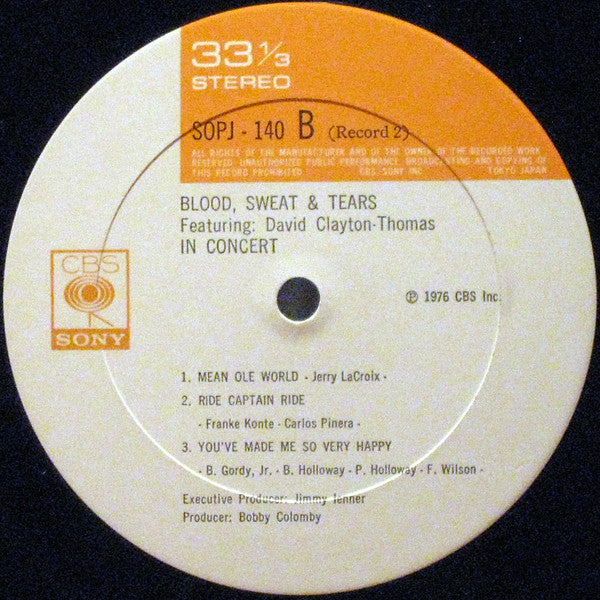 33 1/3
STEREO
SOPJ - 140 B (Record 2)
ALL RIGHTS OF THE MANUFACTURER AND OF THE OWNER OF THE RECORDED WORK
RESERVED. UNAUTHORIZED PUBLIC PERFORMANCE, BROADCASTING AND COPYING OF
THIS RECORD PROHIBITED CBS/SONY INC. TOKYO JAPAN
BLOOD, SWEAT & TEARS
Featuring: David Clayton-Thomas
IN CONCERT
CBS
SONY
Ⓟ 1976 CBS Inc.
1. MEAN OLE WORLD - Jerry LaCroix -
2. RIDE CAPTAIN RIDE
- Franke Konte - Carlos Pinera -
3. YOU'VE MADE ME SO VERY HAPPY
- B. Gordy, Jr. - B. Holloway - P. Holloway - F. Wilson -
Executive Producer: Jimmy Ienner
Producer: Bobby Colomby